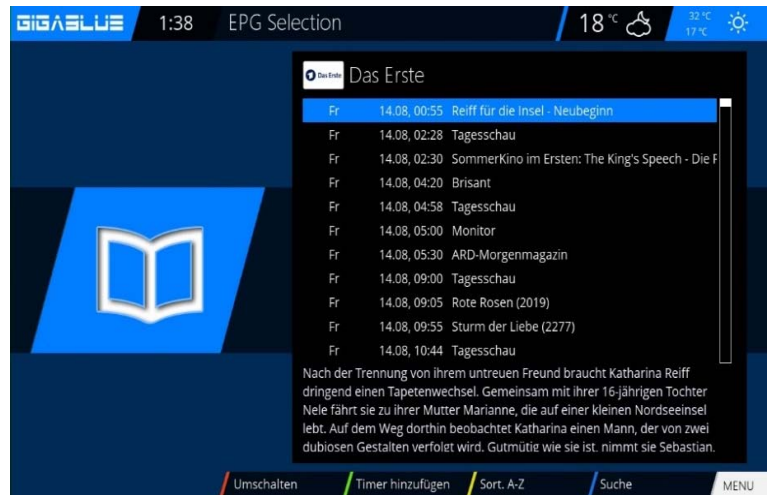 GIGABLUE 1:38 EPG Selection 18 °C 32 °C
17 °C
Das Erste Das Erste
Fr 14.08, 00:55 Reiff für die Insel - Neubeginn
Fr 14.08, 02:28 Tagesschau
Fr 14.08, 02:30 SommerKino im Ersten: The King's Speech - Die
Fr 14.08, 04:20 Brisant
Fr 14.08, 04:58 Tagesschau
Fr 14.08, 05:00 Monitor
Fr 14.08, 05:30 ARD-Morgenmagazin
Fr 14.08, 09:00 Tagesschau
Fr 14.08, 09:05 Rote Rosen (2019)
Fr 14.08, 09:55 Sturm der Liebe (2277)
Fr 14.08, 10:44 Tagesschau
Nach der Trennung von ihrem untreuen Freund braucht Katharina Reiff
dringend einen Tapetenwechsel. Gemeinsam mit ihrer 16-jährigen Tochter
Nele fährt sie zu ihrer Mutter Marianne, die auf einer kleinen Nordseeinsel
lebt. Auf dem Weg dorthin beobachtet Katharina einen Mann, der von zwei
dubiosen Gestalten verfolgt wird. Gutmütig wie sie ist, nimmt sie Sebastian,
Umschalten Timer hinzufügen Sort. A-Z Suche MENU